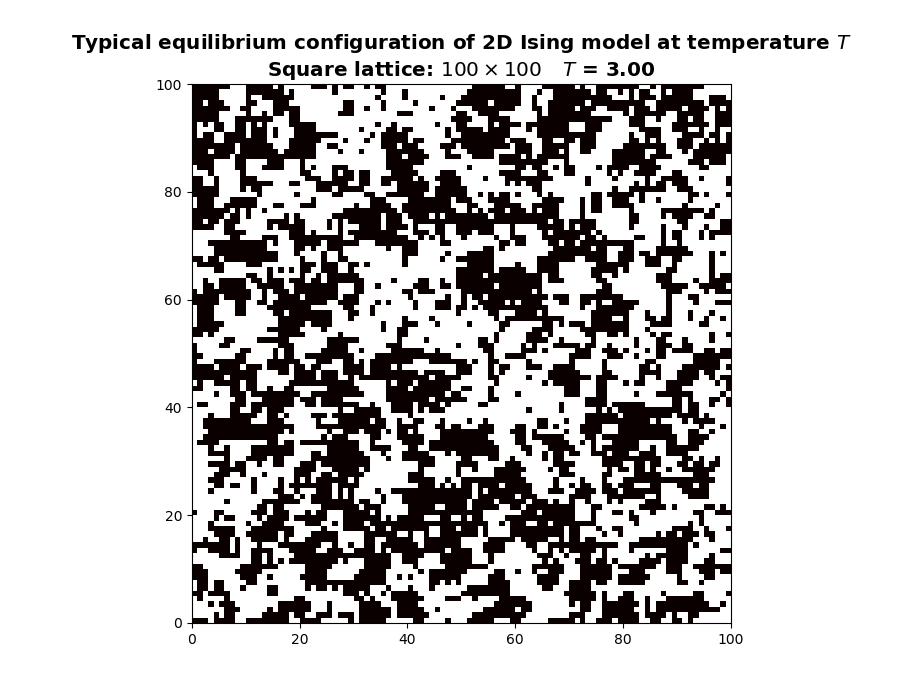 Typical equilibrium configuration of 2D Ising model at temperature T
Square lattice: 100 × 100 T = 3.00
100
80
60
40
20
0
0 20 40 60 80 100